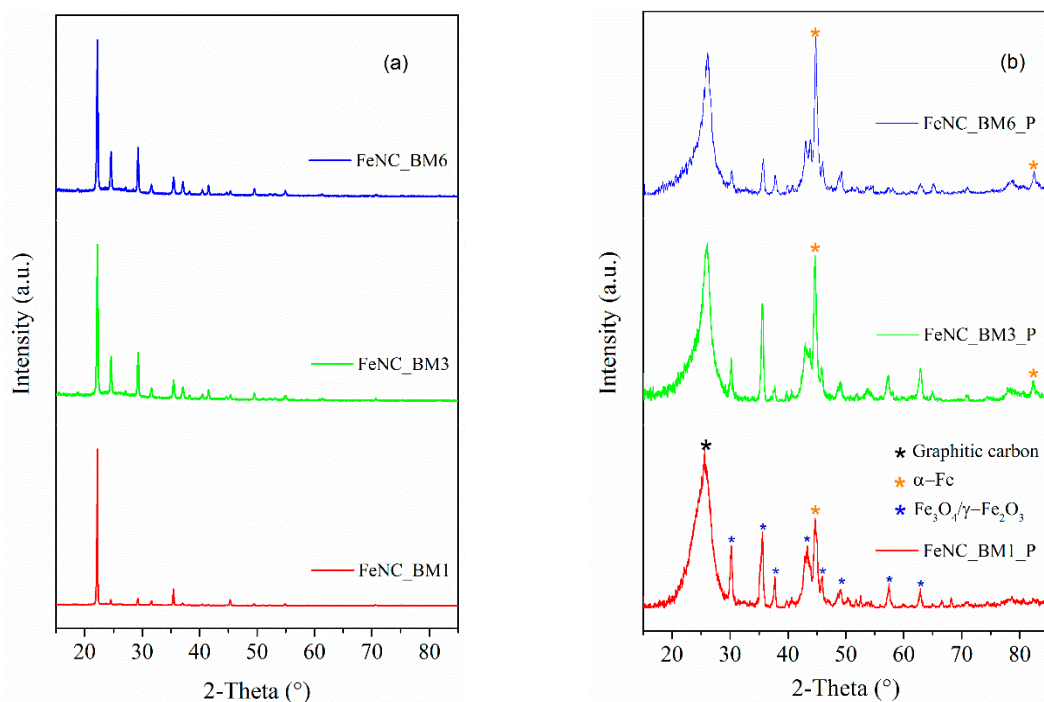 (a)
FeNC_BM6
FeNC_BM3
FeNC_BM1
Intensity (a.u.)
20 30 40 50 60 70 80
2-Theta (°)
(b)
*
*
FeNC_BM6_P
*
*
FeNC_BM3_P
*
* Graphitic carbon
* α–Fe
* Fe₃O₄/γ–Fe₂O₃
* * * * * * * * *
FeNC_BM1_P
Intensity (a.u.)
20 30 40 50 60 70 80
2-Theta (°)